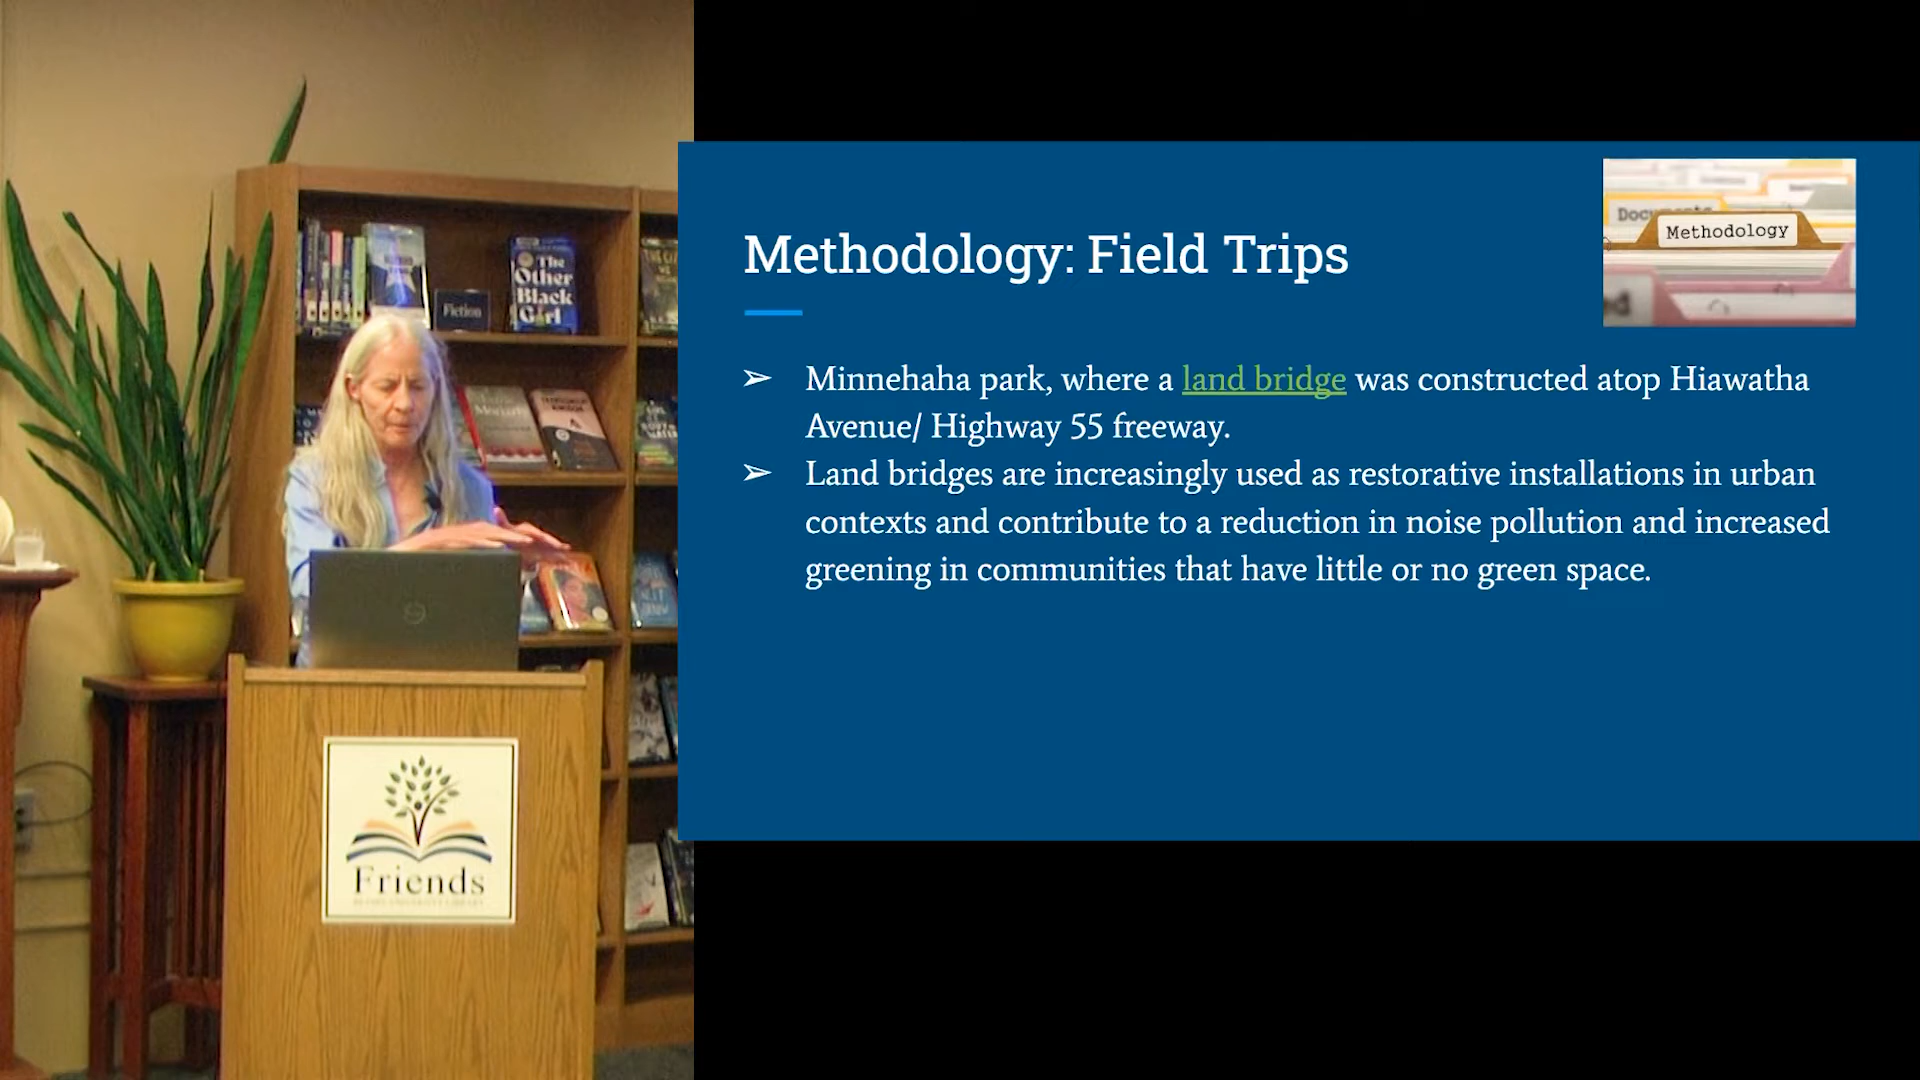 The
Other
Black
Girl
Fiction
Friends
Methodology: Field Trips
Documents
Methodology
➢ Minnehaha park, where a land bridge was constructed atop Hiawatha
Avenue/ Highway 55 freeway.
➢ Land bridges are increasingly used as restorative installations in urban
contexts and contribute to a reduction in noise pollution and increased
greening in communities that have little or no green space.